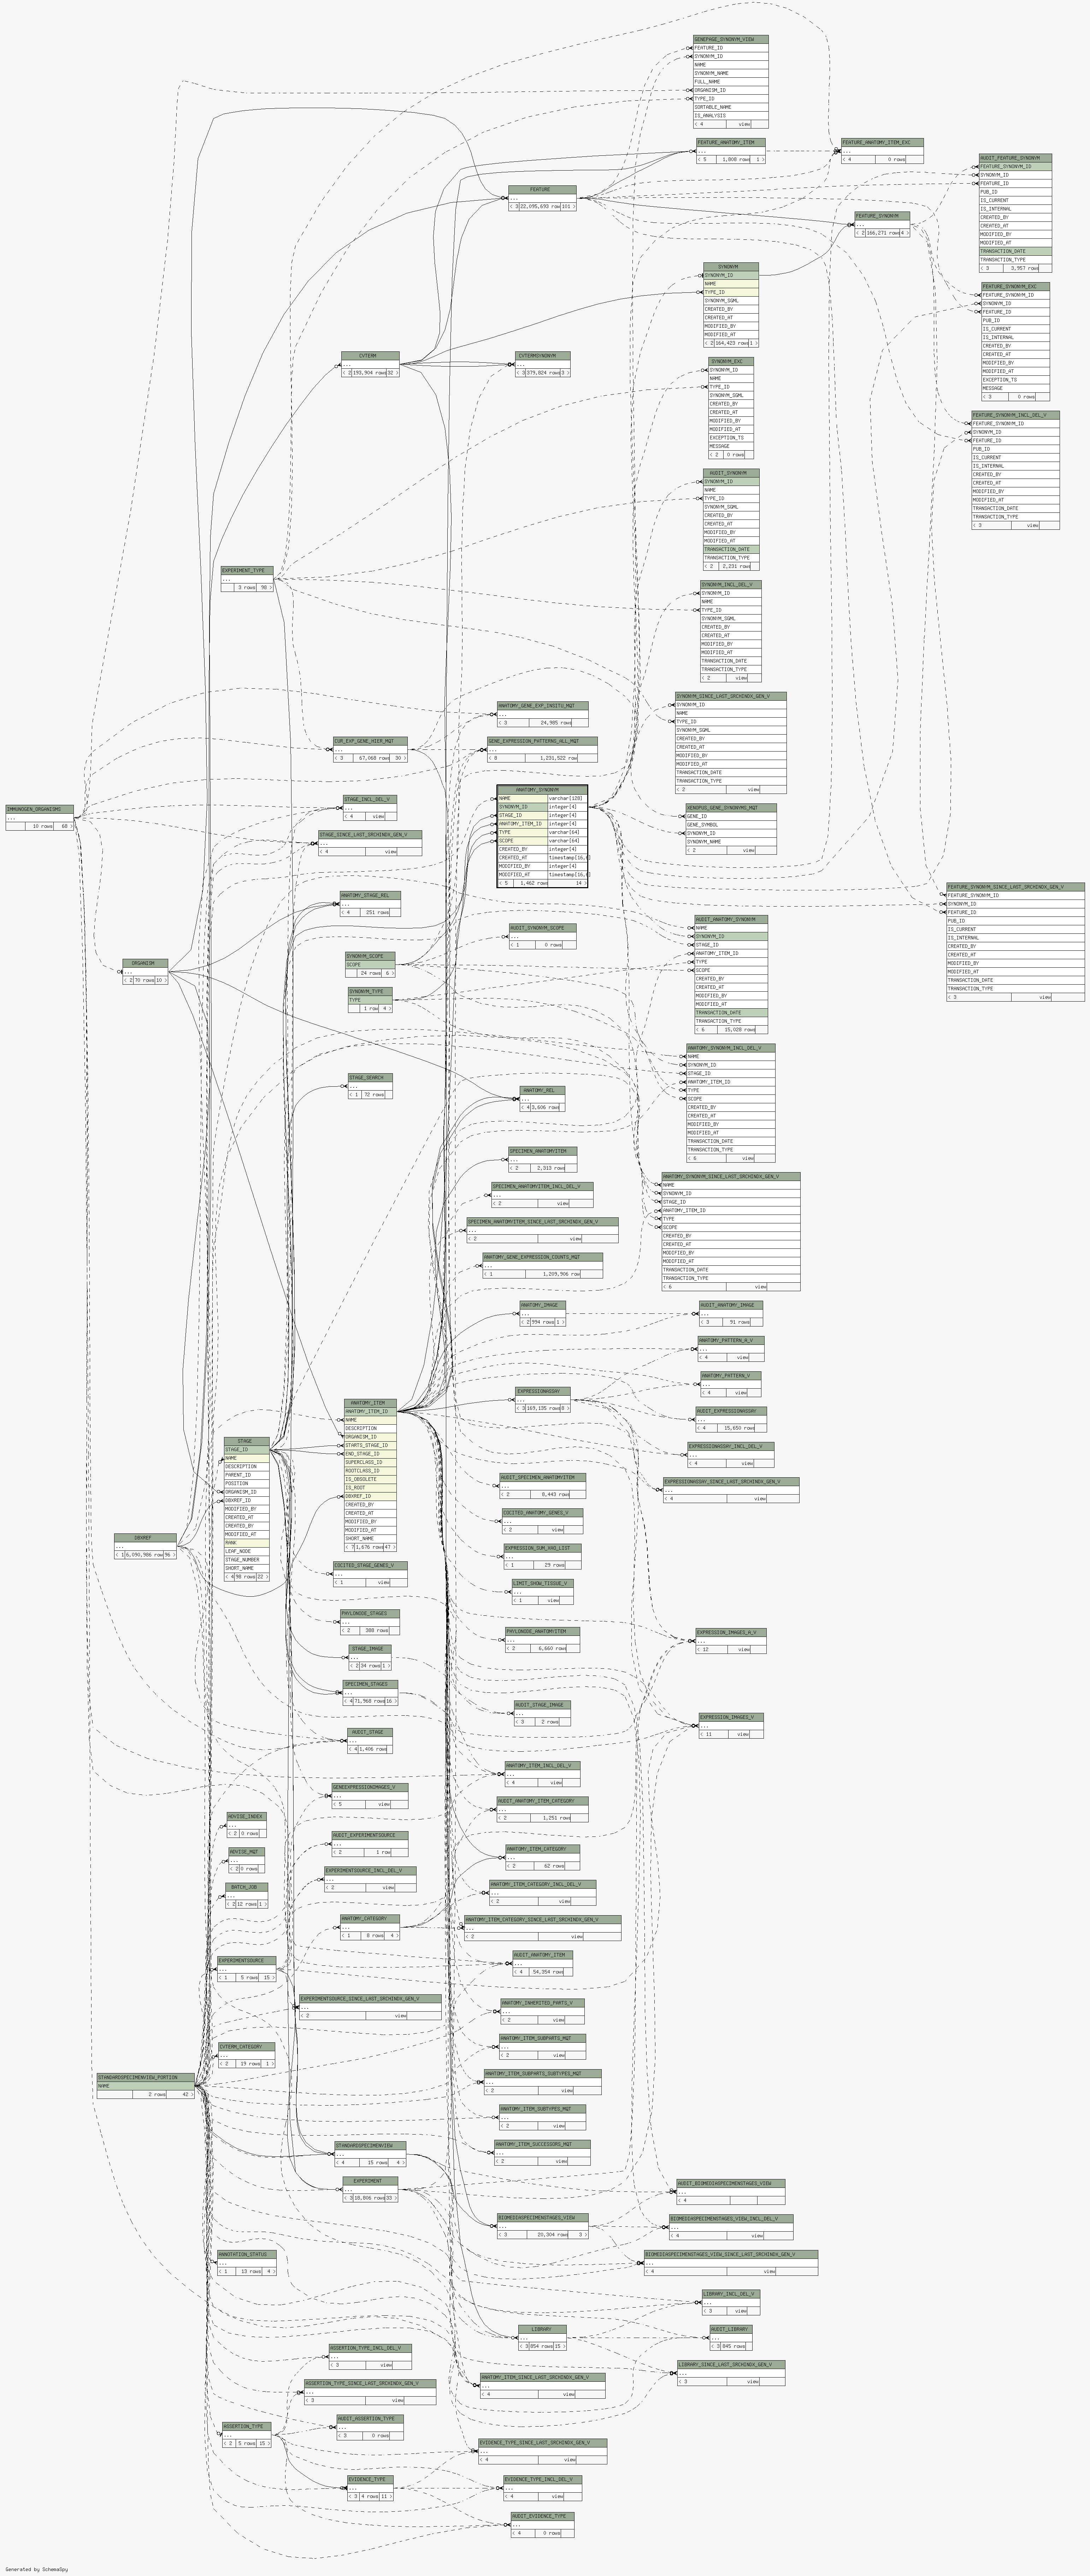 GENEPAGE_SYNONYM_VIEW
FEATURE_ID
SYNONYM_ID
NAME
SYNONYM_NAME
FULL_NAME
ORGANISM_ID
TYPE_ID
SORTABLE_NAME
IS_ANALYSIS
< 4 view
FEATURE_ANATOMY_ITEM
...
< 5 1,808 rows 1 >
FEATURE_ANATOMY_ITEM_EXC
...
< 4 0 rows
AUDIT_FEATURE_SYNONYM
FEATURE_SYNONYM_ID
SYNONYM_ID
FEATURE_ID
PUB_ID
IS_CURRENT
IS_INTERNAL
CREATED_BY
CREATED_AT
MODIFIED_BY
MODIFIED_AT
TRANSACTION_DATE
TRANSACTION_TYPE
< 3 3,957 rows
FEATURE
...
< 3 22,095,693 row 101 >
FEATURE_SYNONYM
...
< 2 166,271 rows 4 >
SYNONYM
SYNONYM_ID
NAME
TYPE_ID
SYNONYM_SGML
CREATED_BY
CREATED_AT
MODIFIED_BY
MODIFIED_AT
< 2 164,423 rows 1 >
FEATURE_SYNONYM_EXC
FEATURE_SYNONYM_ID
SYNONYM_ID
FEATURE_ID
PUB_ID
IS_CURRENT
IS_INTERNAL
CREATED_BY
CREATED_AT
MODIFIED_BY
MODIFIED_AT
EXCEPTION_TS
MESSAGE
< 3 0 rows
CVTERM
...
< 2 193,904 rows 32 >
CVTERMSYNONYM
...
< 3 379,824 rows 3 >
SYNONYM_EXC
SYNONYM_ID
NAME
TYPE_ID
SYNONYM_SGML
CREATED_BY
CREATED_AT
MODIFIED_BY
MODIFIED_AT
EXCEPTION_TS
MESSAGE
< 2 0 rows
FEATURE_SYNONYM_INCL_DEL_V
FEATURE_SYNONYM_ID
SYNONYM_ID
FEATURE_ID
PUB_ID
IS_CURRENT
IS_INTERNAL
CREATED_BY
CREATED_AT
MODIFIED_BY
MODIFIED_AT
TRANSACTION_DATE
TRANSACTION_TYPE
< 3 view
AUDIT_SYNONYM
SYNONYM_ID
NAME
TYPE_ID
SYNONYM_SGML
CREATED_BY
CREATED_AT
MODIFIED_BY
MODIFIED_AT
TRANSACTION_DATE
TRANSACTION_TYPE
< 2 2,231 rows
EXPERIMENT_TYPE
...
3 rows 98 >
SYNONYM_INCL_DEL_V
SYNONYM_ID
NAME
TYPE_ID
SYNONYM_SGML
CREATED_BY
CREATED_AT
MODIFIED_BY
MODIFIED_AT
TRANSACTION_DATE
TRANSACTION_TYPE
< 2 view
SYNONYM_SINCE_LAST_SRCHINDX_GEN_V
SYNONYM_ID
NAME
TYPE_ID
SYNONYM_SGML
CREATED_BY
CREATED_AT
MODIFIED_BY
MODIFIED_AT
TRANSACTION_DATE
TRANSACTION_TYPE
< 2 view
ANATOMY_GENE_EXP_INSITU_MQT
...
< 3 24,985 rows
CUR_EXP_GENE_HIER_MQT
...
< 3 67,068 rows 30 >
GENE_EXPRESSION_PATTERNS_ALL_MQT
...
< 8 1,231,522 row
ANATOMY_SYNONYM
NAME varchar[128]
SYNONYM_ID integer[4]
STAGE_ID integer[4]
ANATOMY_ITEM_ID integer[4]
TYPE varchar[64]
SCOPE varchar[64]
CREATED_BY integer[4]
CREATED_AT timestamp[16,6]
MODIFIED_BY integer[4]
MODIFIED_AT timestamp[16,6]
< 5 1,462 rows 14 >
IMMUNOGEN_ORGANISMS
...
10 rows 68 >
STAGE_INCL_DEL_V
...
< 4 view
STAGE_SINCE_LAST_SRCHINDX_GEN_V
...
< 4 view
XENOPUS_GENE_SYNONYMS_MQT
GENE_ID
GENE_SYMBOL
SYNONYM_ID
SYNONYM_NAME
< 2 view
ANATOMY_STAGE_REL
...
< 4 251 rows
FEATURE_SYNONYM_SINCE_LAST_SRCHINDX_GEN_V
FEATURE_SYNONYM_ID
SYNONYM_ID
FEATURE_ID
PUB_ID
IS_CURRENT
IS_INTERNAL
CREATED_BY
CREATED_AT
MODIFIED_BY
MODIFIED_AT
TRANSACTION_DATE
TRANSACTION_TYPE
< 3 view
AUDIT_SYNONYM_SCOPE
...
< 1 0 rows
AUDIT_ANATOMY_SYNONYM
NAME
SYNONYM_ID
STAGE_ID
ANATOMY_ITEM_ID
TYPE
SCOPE
CREATED_BY
CREATED_AT
MODIFIED_BY
MODIFIED_AT
TRANSACTION_DATE
TRANSACTION_TYPE
< 6 15,028 rows
SYNONYM_SCOPE
SCOPE
24 rows 6 >
ORGANISM
...
< 2 70 rows 10 >
SYNONYM_TYPE
TYPE
1 row 4 >
ANATOMY_SYNONYM_INCL_DEL_V
NAME
SYNONYM_ID
STAGE_ID
ANATOMY_ITEM_ID
TYPE
SCOPE
CREATED_BY
CREATED_AT
MODIFIED_BY
MODIFIED_AT
TRANSACTION_DATE
TRANSACTION_TYPE
< 6 view
STAGE_SEARCH
...
< 1 72 rows
ANATOMY_REL
...
< 4 3,606 rows
SPECIMEN_ANATOMYITEM
...
< 2 2,313 rows
ANATOMY_SYNONYM_SINCE_LAST_SRCHINDX_GEN_V
NAME
SYNONYM_ID
STAGE_ID
ANATOMY_ITEM_ID
TYPE
SCOPE
CREATED_BY
CREATED_AT
MODIFIED_BY
MODIFIED_AT
TRANSACTION_DATE
TRANSACTION_TYPE
< 6 view
SPECIMEN_ANATOMYITEM_INCL_DEL_V
...
< 2 view
SPECIMEN_ANATOMYITEM_SINCE_LAST_SRCHINDX_GEN_V
...
< 2 view
ANATOMY_GENE_EXPRESSION_COUNTS_MQT
...
< 1 1,209,906 row
ANATOMY_IMAGE
...
< 2 994 rows 1 >
AUDIT_ANATOMY_IMAGE
...
< 3 91 rows
ANATOMY_PATTERN_A_V
...
< 4 view
ANATOMY_PATTERN_V
...
< 4 view
EXPRESSIONASSAY
...
< 3 169,135 rows 8 >
AUDIT_EXPRESSIONASSAY
...
< 4 15,650 rows
ANATOMY_ITEM
ANATOMY_ITEM_ID
NAME
DESCRIPTION
ORGANISM_ID
STARTS_STAGE_ID
END_STAGE_ID
SUPERCLASS_ID
ROOTCLASS_ID
IS_OBSOLETE
IS_ROOT
DBXREF_ID
CREATED_BY
CREATED_AT
MODIFIED_BY
MODIFIED_AT
SHORT_NAME
< 7 1,676 rows 47 >
STAGE
STAGE_ID
NAME
DESCRIPTION
PARENT_ID
POSITION
ORGANISM_ID
DBXREF_ID
MODIFIED_BY
CREATED_AT
CREATED_BY
MODIFIED_AT
RANK
LEAF_NODE
STAGE_NUMBER
SHORT_NAME
< 4 98 rows 22 >
EXPRESSIONASSAY_INCL_DEL_V
...
< 4 view
EXPRESSIONASSAY_SINCE_LAST_SRCHINDX_GEN_V
...
< 4 view
AUDIT_SPECIMEN_ANATOMYITEM
...
< 2 8,443 rows
COCITED_ANATOMY_GENES_V
...
< 2 view
DBXREF
...
< 1 6,090,986 row 96 >
EXPRESSION_SUM_VAD_LIST
...
< 1 29 rows
COCITED_STAGE_GENES_V
...
< 1 view
LIMIT_SHOW_TISSUE_V
...
< 1 view
PHYLONODE_STAGES
...
< 2 388 rows
PHYLONODE_ANATOMYITEM
...
< 2 6,660 rows
EXPRESSION_IMAGES_A_V
...
< 12 view
STAGE_IMAGE
...
< 2 34 rows 1 >
SPECIMEN_STAGES
...
< 4 71,968 rows 16 >
AUDIT_STAGE_IMAGE
...
< 3 2 rows
EXPRESSION_IMAGES_V
...
< 11 view
AUDIT_STAGE
...
< 4 1,406 rows
ANATOMY_ITEM_INCL_DEL_V
...
< 4 view
GENEEXPRESSIONIMAGES_V
...
< 5 view
AUDIT_ANATOMY_ITEM_CATEGORY
...
< 2 1,251 row
ADVISE_INDEX
...
< 2 0 rows
AUDIT_EXPERIMENTSOURCE
...
< 2 1 row
ADVISE_MQT
...
< 2 0 rows
ANATOMY_ITEM_CATEGORY
...
< 2 62 rows
EXPERIMENTSOURCE_INCL_DEL_V
...
< 2 view
BATCH_JOB
...
< 2 12 rows 1 >
ANATOMY_ITEM_CATEGORY_INCL_DEL_V
...
< 2 view
ANATOMY_CATEGORY
...
< 1 8 rows 4 >
ANATOMY_ITEM_CATEGORY_SINCE_LAST_SRCHINDX_GEN_V
...
< 2 view
EXPERIMENTSOURCE
...
< 1 5 rows 15 >
AUDIT_ANATOMY_ITEM
...
< 4 54,354 rows
EXPERIMENTSOURCE_SINCE_LAST_SRCHINDX_GEN_V
...
< 2 view
ANATOMY_INHERITED_PARTS_V
...
< 2 view
CVTERM_CATEGORY
...
< 2 19 rows 1 >
ANATOMY_ITEM_SUBPARTS_MQT
...
< 2 view
STANDARDSPECIMENVIEW_PORTION
NAME
2 rows 42 >
ANATOMY_ITEM_SUBPARTS_SUBTYPES_MQT
...
< 2 view
ANATOMY_ITEM_SUBTYPES_MQT
...
< 2 view
STANDARDSPECIMENVIEW
...
< 4 15 rows 4 >
ANATOMY_ITEM_SUCCESSORS_MQT
...
< 2 view
EXPERIMENT
...
< 3 18,806 rows 33 >
AUDIT_BIOMEDIASPECIMENSTAGES_VIEW
...
< 4
BIOMEDIASPECIMENSTAGES_VIEW
...
< 3 20,304 rows 3 >
BIOMEDIASPECIMENSTAGES_VIEW_INCL_DEL_V
...
< 4 view
ANNOTATION_STATUS
...
< 1 13 rows 4 >
BIOMEDIASPECIMENSTAGES_VIEW_SINCE_LAST_SRCHINDX_GEN_V
...
< 4 view
LIBRARY_INCL_DEL_V
...
< 3 view
LIBRARY
...
< 3 854 rows 15 >
AUDIT_LIBRARY
...
< 3 845 rows
ASSERTION_TYPE_INCL_DEL_V
...
< 3 view
LIBRARY_SINCE_LAST_SRCHINDX_GEN_V
...
< 3 view
ANATOMY_ITEM_SINCE_LAST_SRCHINDX_GEN_V
...
< 4 view
ASSERTION_TYPE_SINCE_LAST_SRCHINDX_GEN_V
...
< 3 view
AUDIT_ASSERTION_TYPE
...
< 3 0 rows
ASSERTION_TYPE
...
< 2 5 rows 15 >
EVIDENCE_TYPE_SINCE_LAST_SRCHINDX_GEN_V
...
< 4 view
EVIDENCE_TYPE
...
< 3 4 rows 11 >
EVIDENCE_TYPE_INCL_DEL_V
...
< 4 view
AUDIT_EVIDENCE_TYPE
...
< 4 0 rows
Generated by SchemaSpy